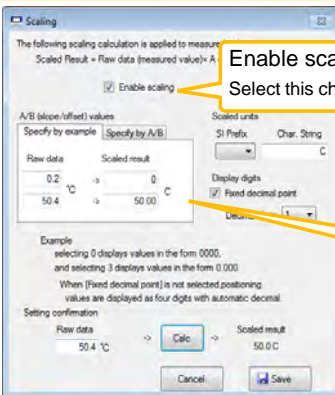 Scaling
The following scaling calculation is applied to measure
Scaled Result = Raw data (measured value)× A
Enable sca
Select this ch
Enable scaling
A/B (slope/offset) values
Specify by example Specify by A/B
Raw data Scaled result
0.2 °C -> 0 C
50.4 -> 50.00
Scaled units
SI Prefix Char. String
C
Display digits
Fixed decimal point
1
Example
selecting 0 displays values in the form 0000,
and selecting 3 displays values in the form 0.000
When [Fixed decimal point] is not selected.positioning
values are displayed as four digits with automatic decimal.
Setting confirmation
Raw data Scaled result
50.4 °C -> Calc -> 50.0 C
Cancel Save